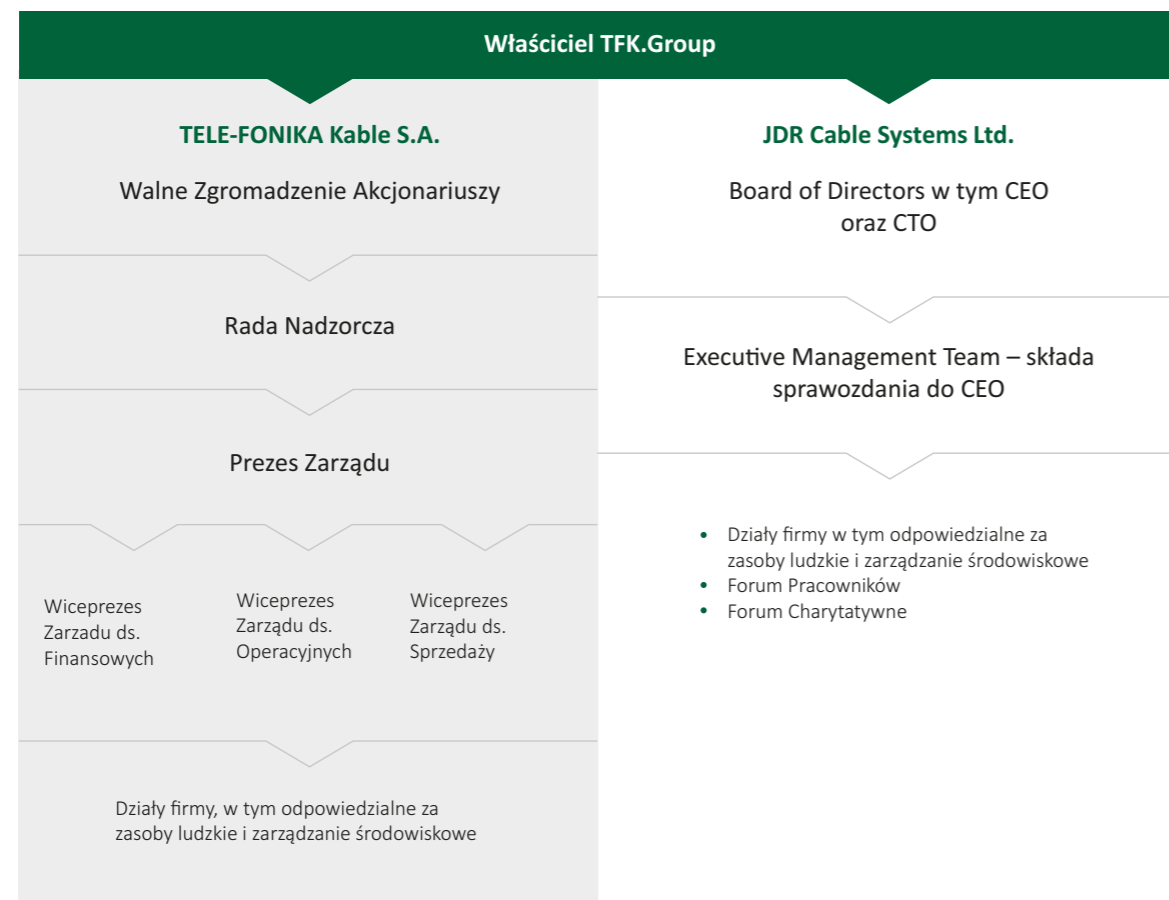 Właściciel TFK.Group
TELE-FONIKA Kable S.A.
Walne Zgromadzenie Akcjonariuszy
Rada Nadzorcza
Prezes Zarządu
Wiceprezes
Zarzadu ds.
Finansowych
Wiceprezes
Zarządu ds.
Operacyjnych
Wiceprezes
Zarządu ds.
Sprzedaży
Działy firmy, w tym odpowiedzialne za
zasoby ludzkie i zarządzanie środowiskowe
JDR Cable Systems Ltd.
Board of Directors w tym CEO
oraz CTO
Executive Management Team – składa
sprawozdania do CEO
• Działy firmy w tym odpowiedzialne za
zasoby ludzkie i zarządzanie środowiskowe
• Forum Pracowników
• Forum Charytatywne